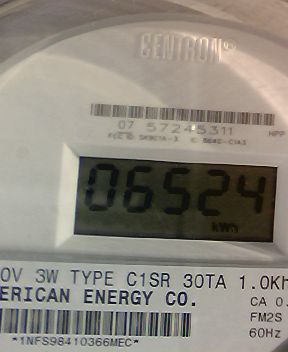 CENTRON®
07 57245311
HPP
06524
kWh
0V 3W TYPE C1SR 30TA 1.0Kh
ERICAN ENERGY CO.
CA 0.
FM2S
60Hz
*1NFS98410366MEC*